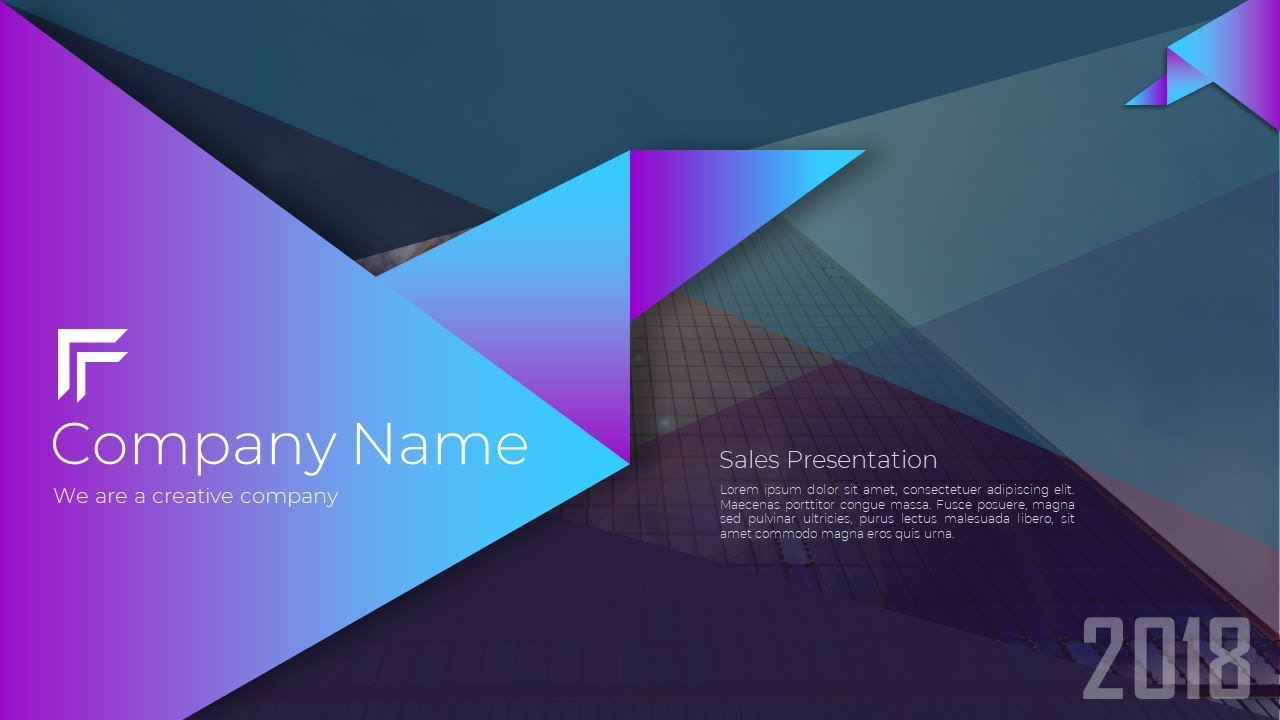 Company Name
We are a creative company
Sales Presentation
Lorem ipsum dolor sit amet, consectetuer adipiscing elit.
Maecenas porttitor congue massa. Fusce posuere, magna
sed pulvinar ultricies, purus lectus malesuada libero, sit
amet commodo magna eros quis urna.
2018